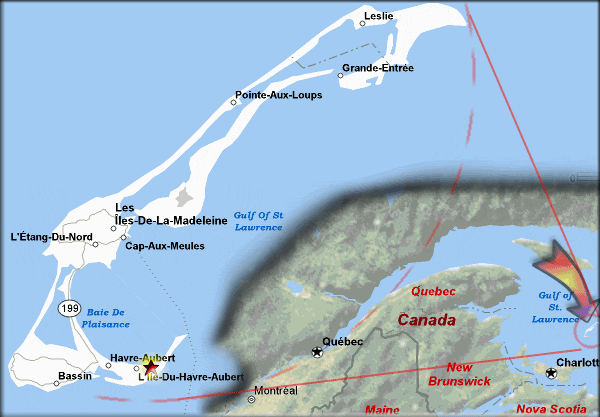 Leslie
Grande-Entrée
Pointe-Aux-Loups
Les
Îles-De-La-Madeleine
Gulf Of St
Lawrence
L'Étang-Du-Nord
Cap-Aux-Meules
199
Baie De
Plaisance
Havre-Aubert
L'Île-Du-Havre-Aubert
Bassin
Gulf of
St.
Lawrence
Quebec
Canada
Québec
Charlott
New
Brunswick
Montréal
Maine
Nova Scotia